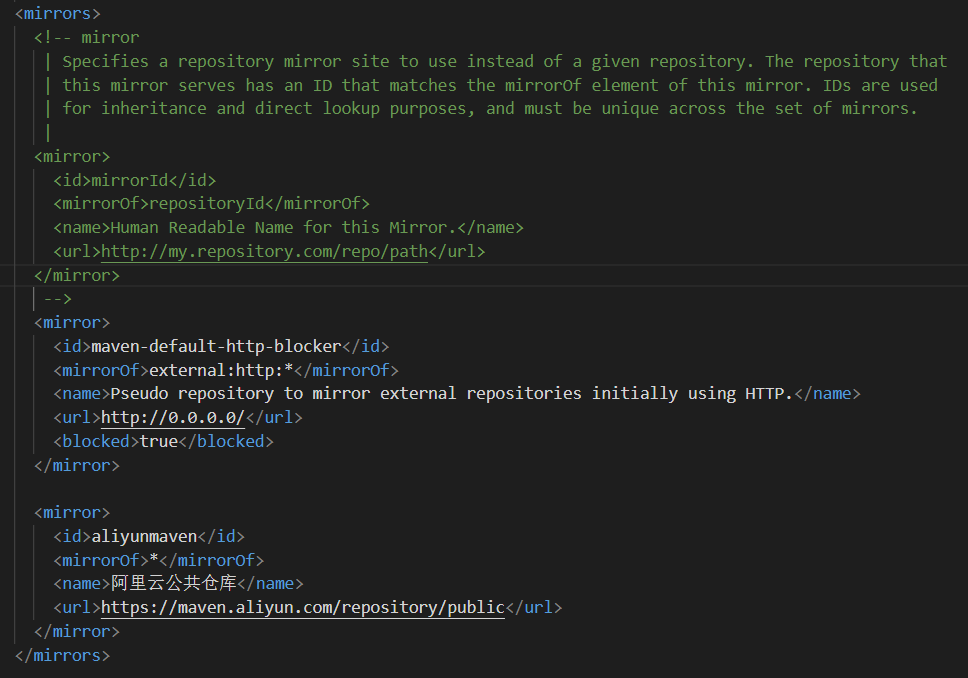 <mirrors>
<!-- mirror
| Specifies a repository mirror site to use instead of a given repository. The repository that
| this mirror serves has an ID that matches the mirrorOf element of this mirror. IDs are used
| for inheritance and direct lookup purposes, and must be unique across the set of mirrors.
|
<mirror>
<id>mirrorId</id>
<mirrorOf>repositoryId</mirrorOf>
<name>Human Readable Name for this Mirror.</name>
<url>http://my.repository.com/repo/path</url>
</mirror>
-->
<mirror>
<id>maven-default-http-blocker</id>
<mirrorOf>external:http:*</mirrorOf>
<name>Pseudo repository to mirror external repositories initially using HTTP.</name>
<url>http://0.0.0.0/</url>
<blocked>true</blocked>
</mirror>
<mirror>
<id>aliyunmaven</id>
<mirrorOf>*</mirrorOf>
<name>阿里云公共仓库</name>
<url>https://maven.aliyun.com/repository/public</url>
</mirror>
</mirrors>